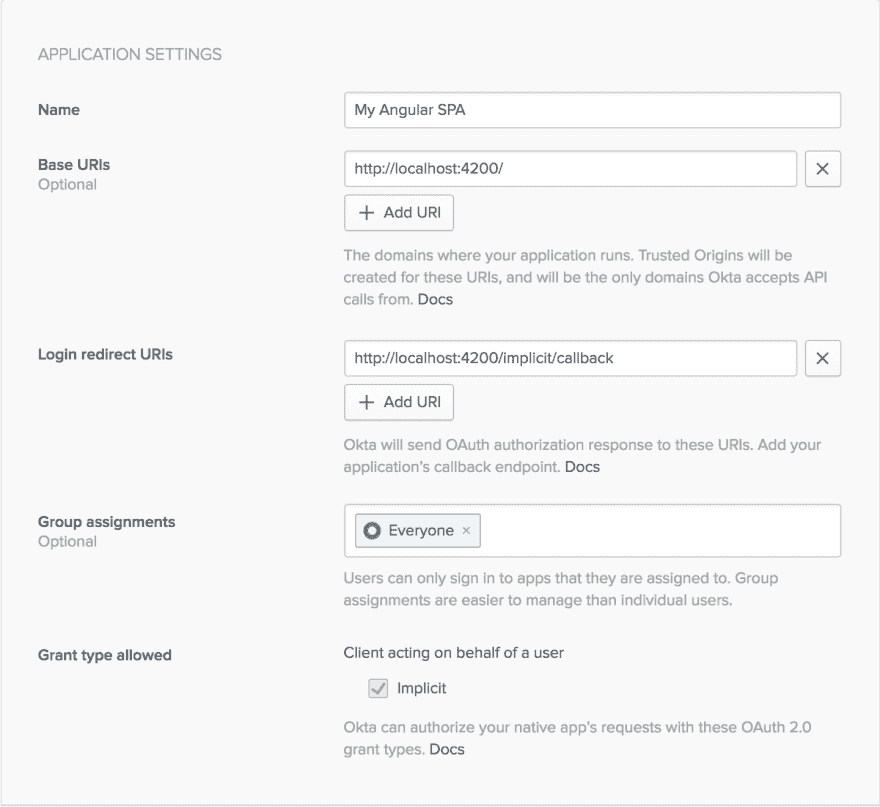 APPLICATION SETTINGS
Name
My Angular SPA
Base URIs
Optional
http://localhost:4200/
Add URI
The domains where your application runs. Trusted Origins will be
created for these URIs, and will be the only domains Okta accepts API
calls from. Docs
Login redirect URIs
http://localhost:4200/implicit/callback
Add URI
Okta will send OAuth authorization response to these URIs. Add your
application's callback endpoint. Docs
Group assignments
Optional
Everyone ×
Users can only sign in to apps that they are assigned to. Group
assignments are easier to manage than individual users.
Grant type allowed
Client acting on behalf of a user
Implicit
Okta can authorize your native app's requests with these OAuth 2.0
grant types. Docs